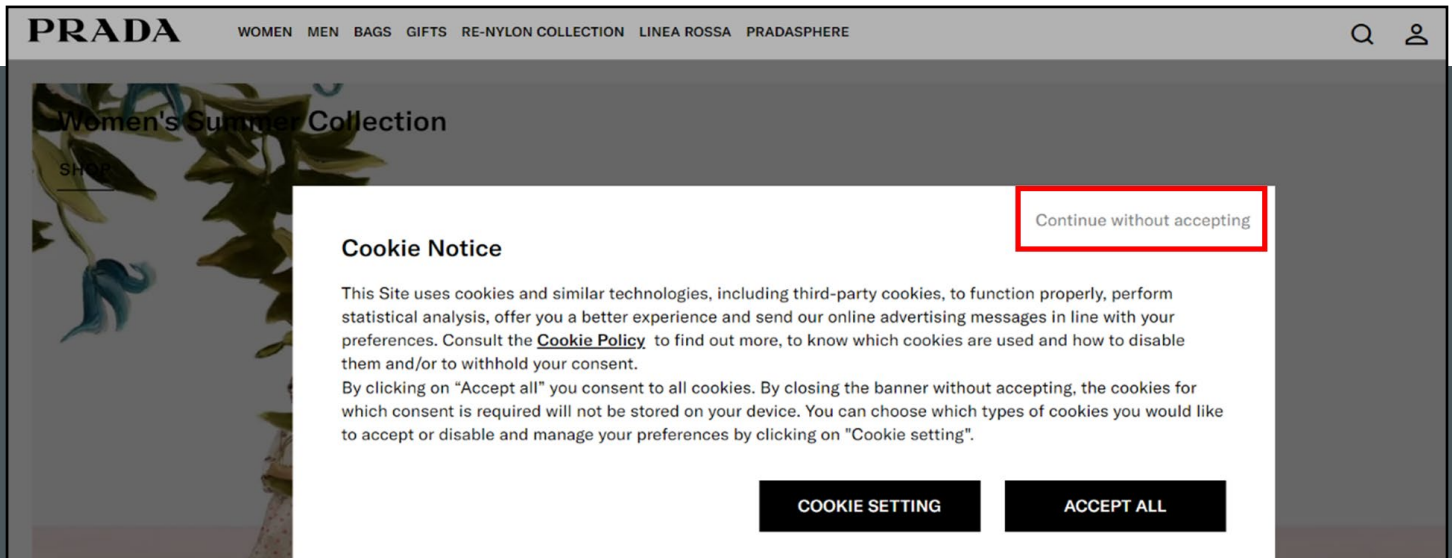 PRADA WOMEN MEN BAGS GIFTS RE-NYLON COLLECTION LINEA ROSSA PRADASPHERE
Women's Summer Collection
SHOP
Continue without accepting
Cookie Notice
This Site uses cookies and similar technologies, including third-party cookies, to function properly, perform
statistical analysis, offer you a better experience and send our online advertising messages in line with your
preferences. Consult the Cookie Policy to find out more, to know which cookies are used and how to disable
them and/or to withhold your consent.
By clicking on “Accept all” you consent to all cookies. By closing the banner without accepting, the cookies for
which consent is required will not be stored on your device. You can choose which types of cookies you would like
to accept or disable and manage your preferences by clicking on "Cookie setting".
COOKIE SETTING ACCEPT ALL